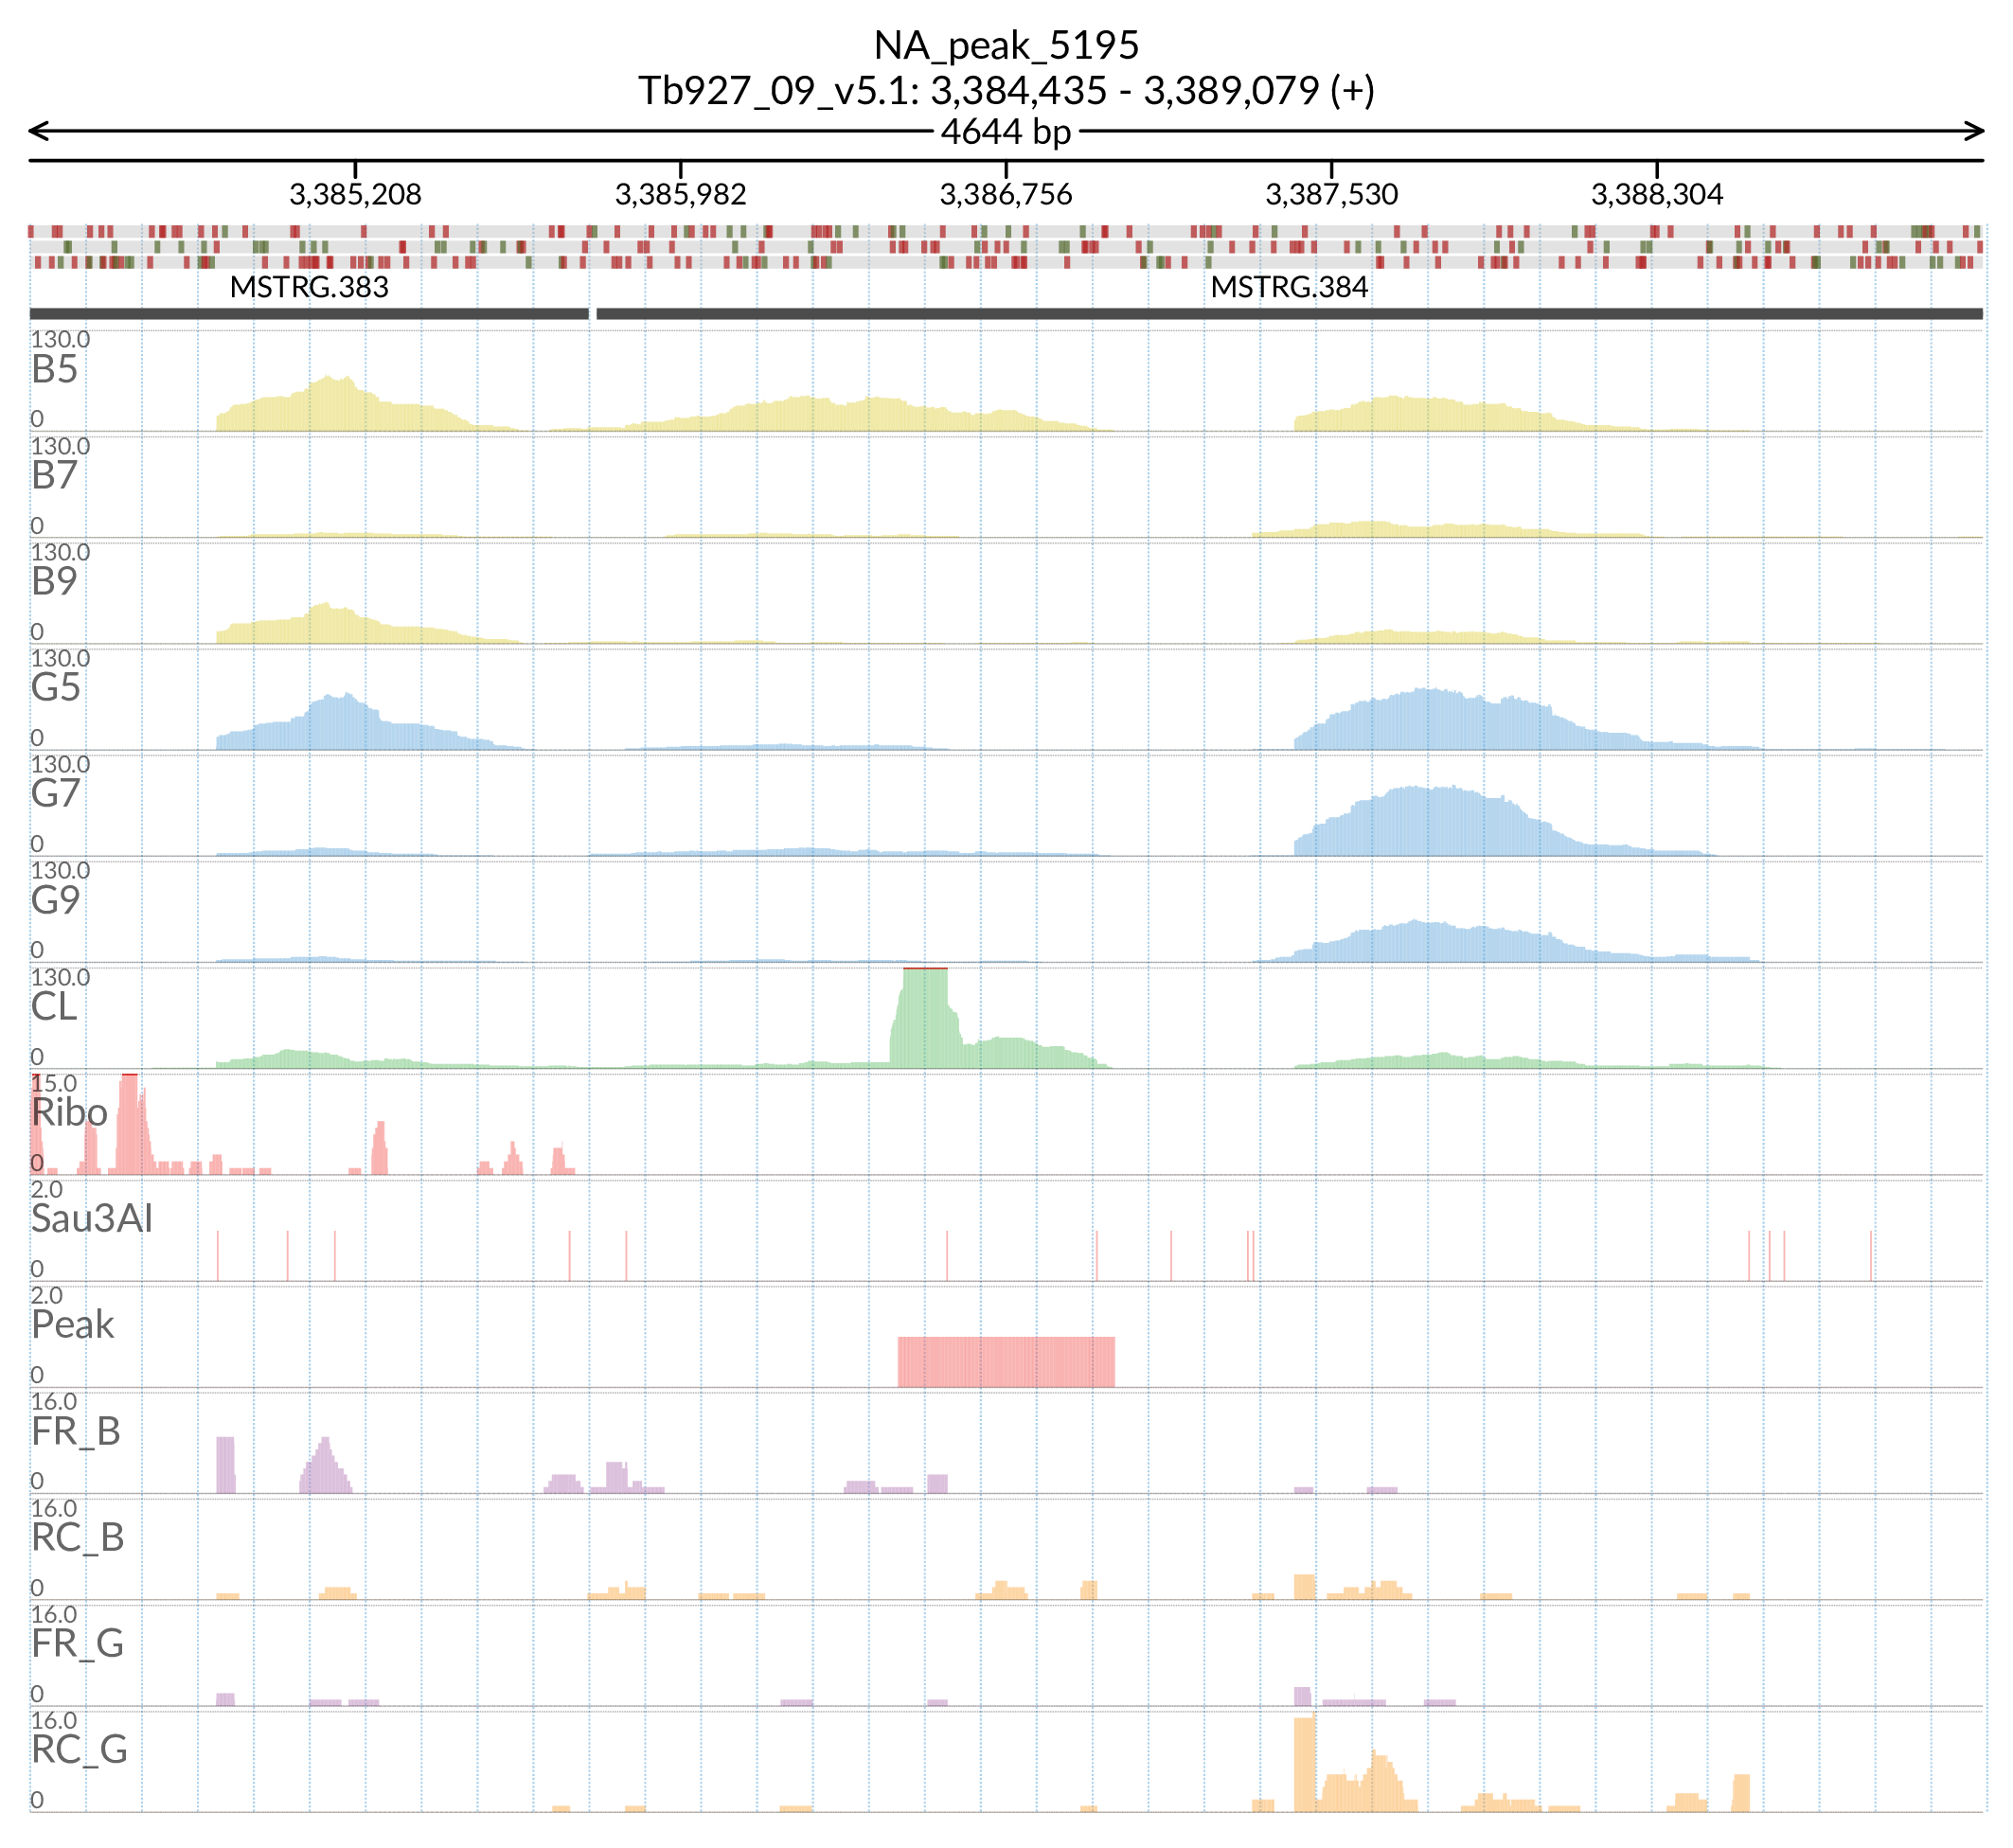 NA_peak_5195
Tb927_09_v5.1: 3,384,435 - 3,389,079 (+)
4644 bp
3,385,208 3,385,982 3,386,756 3,387,530 3,388,304
MSTRG.383 MSTRG.384
130.0
B5
0
130.0
B7
0
130.0
B9
0
130.0
G5
0
130.0
G7
0
130.0
G9
0
130.0
CL
0
15.0
Ribo
0
2.0
Sau3AI
0
2.0
Peak
0
16.0
FR_B
0
16.0
RC_B
0
16.0
FR_G
0
16.0
RC_G
0